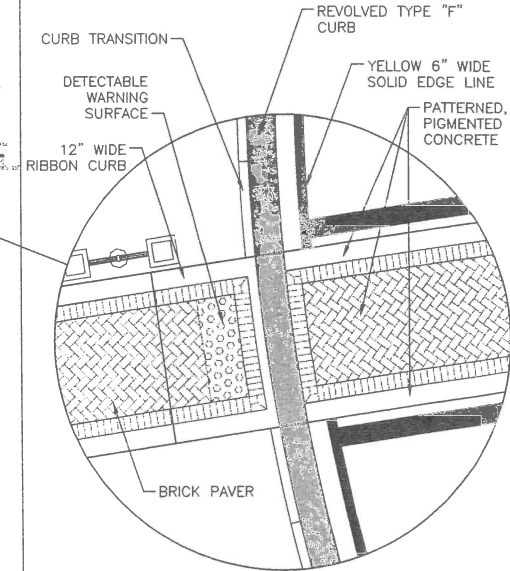 REVOLVED TYPE "F"
CURB
CURB TRANSITION
YELLOW 6" WIDE
SOLID EDGE LINE
DETECTABLE
WARNING
SURFACE
PATTERNED,
PIGMENTED
CONCRETE
12" WIDE
RIBBON CURB
BRICK PAVER